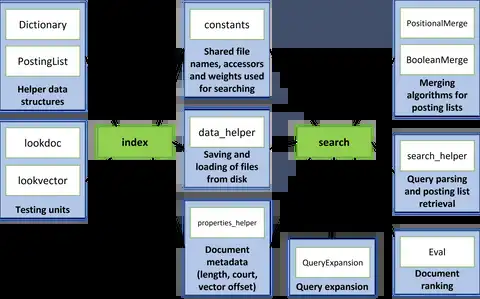 Dictionary
PostingList
Helper data
structures
lookdoc
lookvector
Testing units
index
constants
Shared file
names, accessors
and weights used
for searching
data_helper
Saving and
loading of files
from disk
properties_helper
Document
metadata
(length, court,
vector offset)
search
QueryExpansion
Query expansion
PositionalMerge
BooleanMerge
Merging
algorithms for
posting lists
search_helper
Query parsing
and posting list
retrieval
Eval
Document
ranking